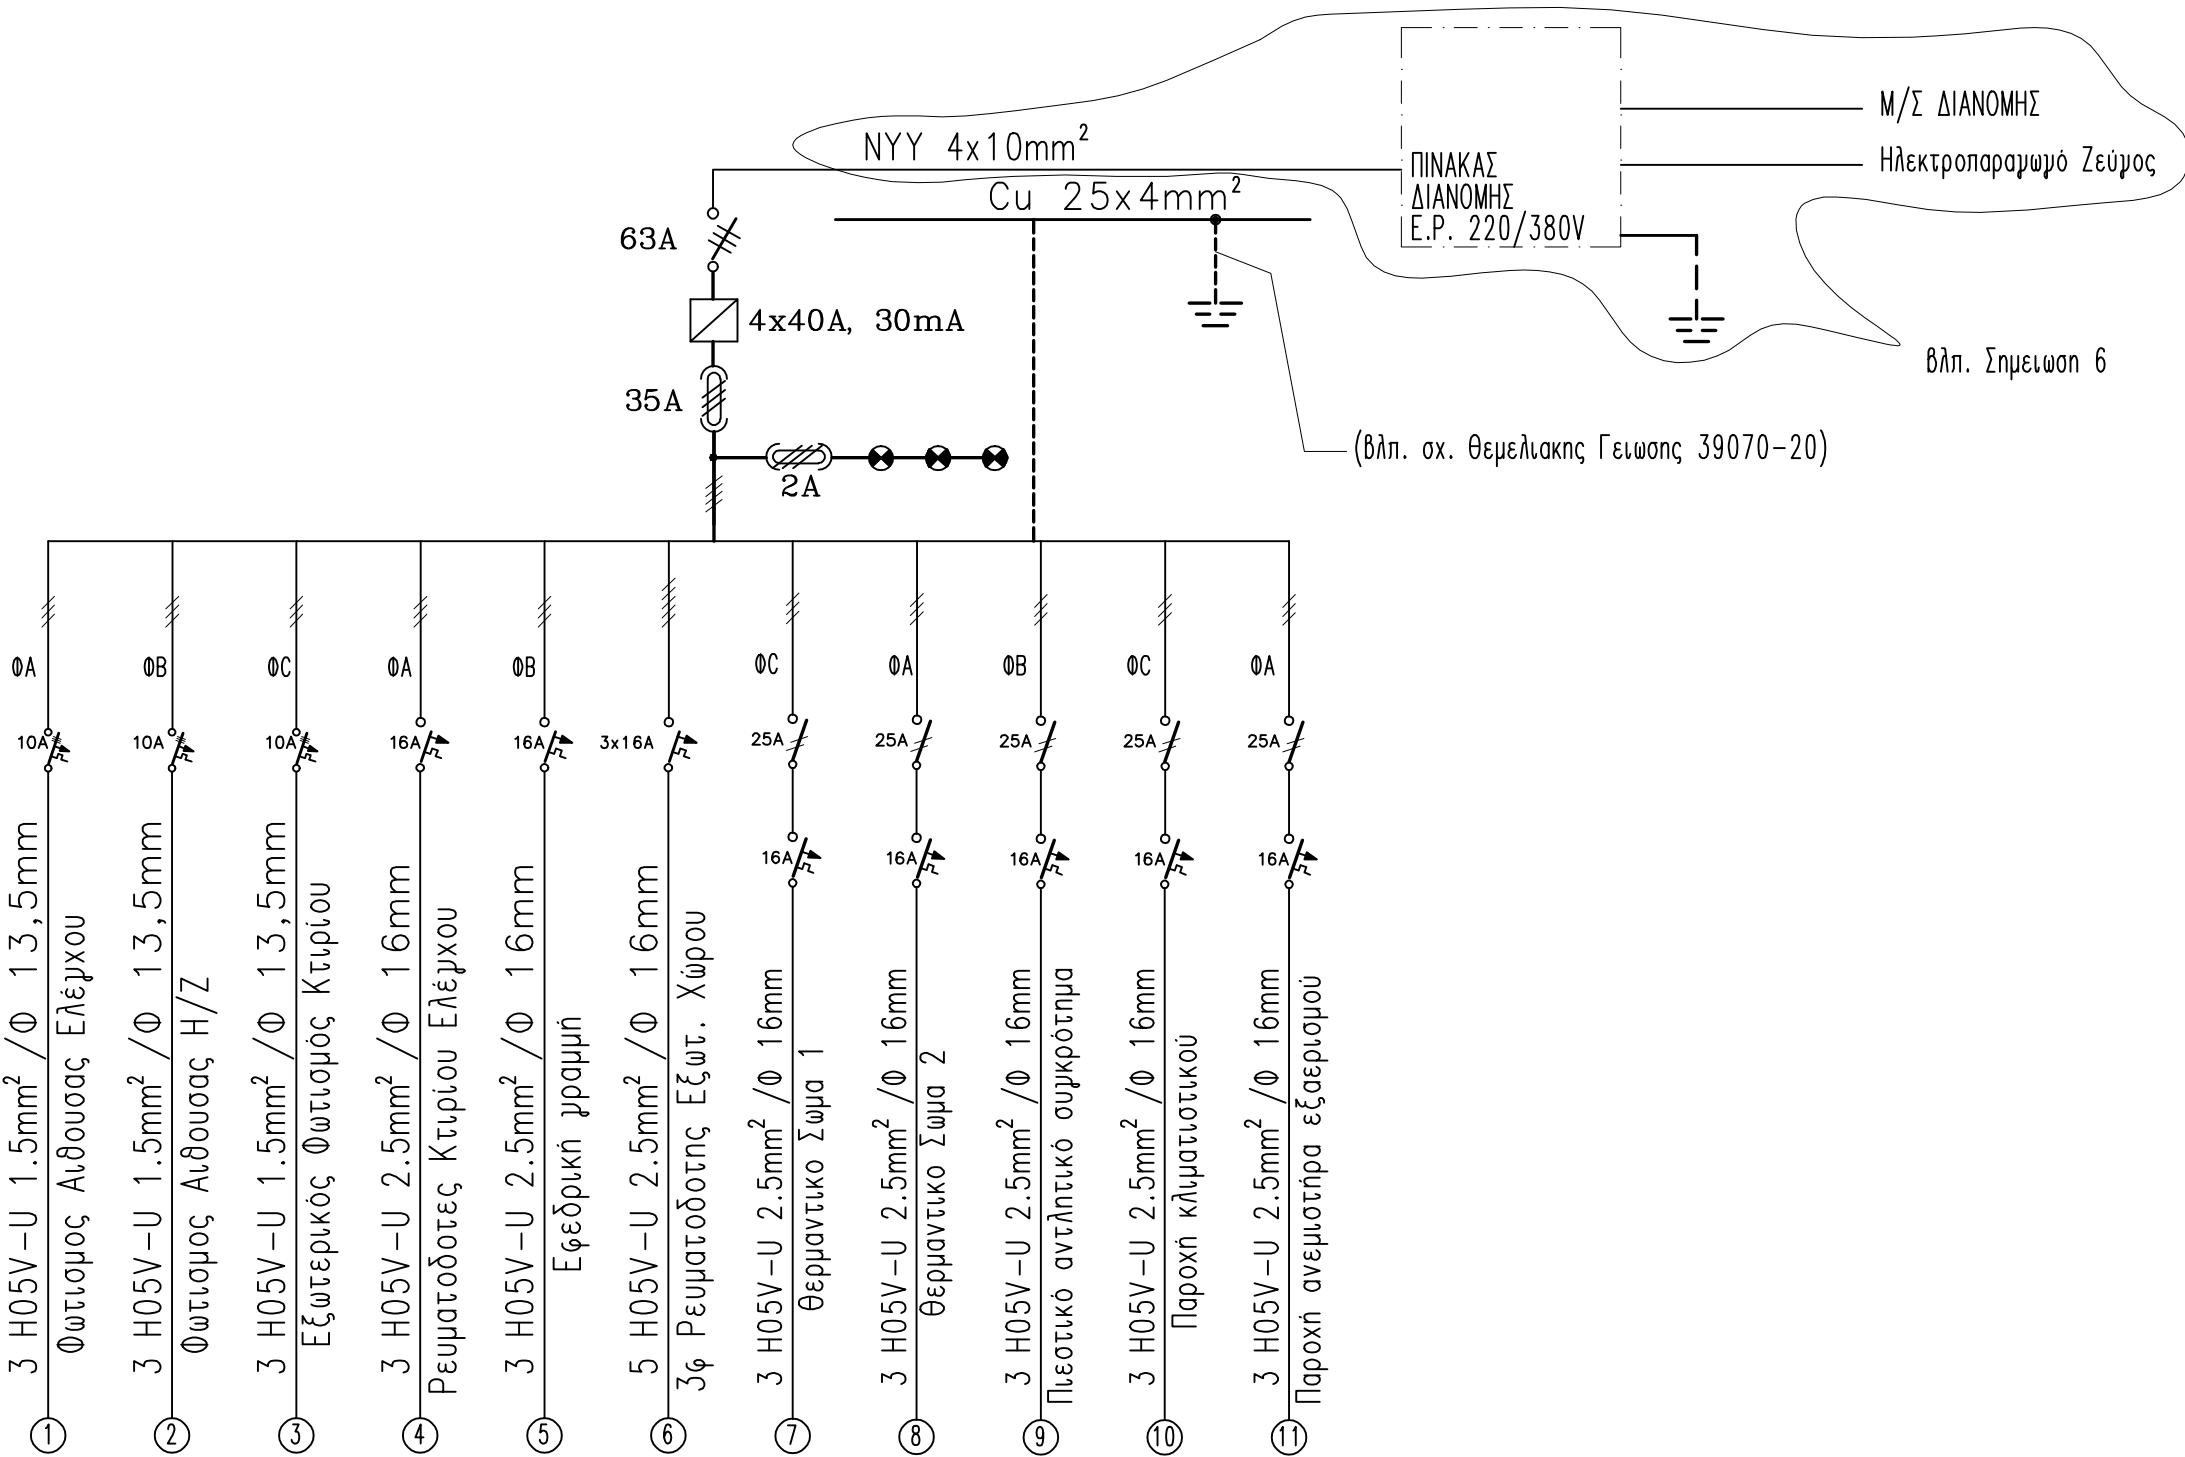 Μ/Σ ΔΙΑΝΟΜΗΣ
NYY 4x10mm²
Ηλεκτροπαραγωγό Ζεύγος
ΠΙΝΑΚΑΣ
ΔΙΑΝΟΜΗΣ
Ε.Ρ. 220/380V
Cu 25x4mm²
63A
4x40A, 30mA
βλπ. Σημειωση 6
35A
(βλπ. σχ. Θεμελιακης Γειωσης 39070-20)
2A
ΦA
ΦB
ΦC
ΦA
ΦB
ΦC
ΦA
ΦB
ΦC
ΦA
10A
10A
10A
16A
16A
3x16A
25A
25A
25A
25A
25A
16A
16A
16A
16A
16A
3 H05V-U 1.5mm² /Φ 13,5mm
Φωτισμος Αιθουσας Ελέγχου
3 H05V-U 1.5mm² /Φ 13,5mm
Φωτισμος Αιθουσας Η/Ζ
3 H05V-U 1.5mm² /Φ 13,5mm
Εξωτερικός Φωτισμός Κτιρίου
3 H05V-U 2.5mm² /Φ 16mm
Ρευματοδοτες Κτιρίου Ελέγχου
3 H05V-U 2.5mm² /Φ 16mm
Εφεδρική γραμμή
5 H05V-U 2.5mm² /Φ 16mm
3φ Ρευματοδοτης Εξωτ. Χώρου
3 H05V-U 2.5mm² /Φ 16mm
Θερμαντικο Σωμα 1
3 H05V-U 2.5mm² /Φ 16mm
Θερμαντικο Σωμα 2
3 H05V-U 2.5mm² /Φ 16mm
Πιεστικό αντλητικό συγκρότημα
3 H05V-U 2.5mm² /Φ 16mm
Παροχή κλιματιστικού
3 H05V-U 2.5mm² /Φ 16mm
Παροχή ανεμιστήρα εξαερισμού
1
2
3
4
5
6
7
8
9
10
11